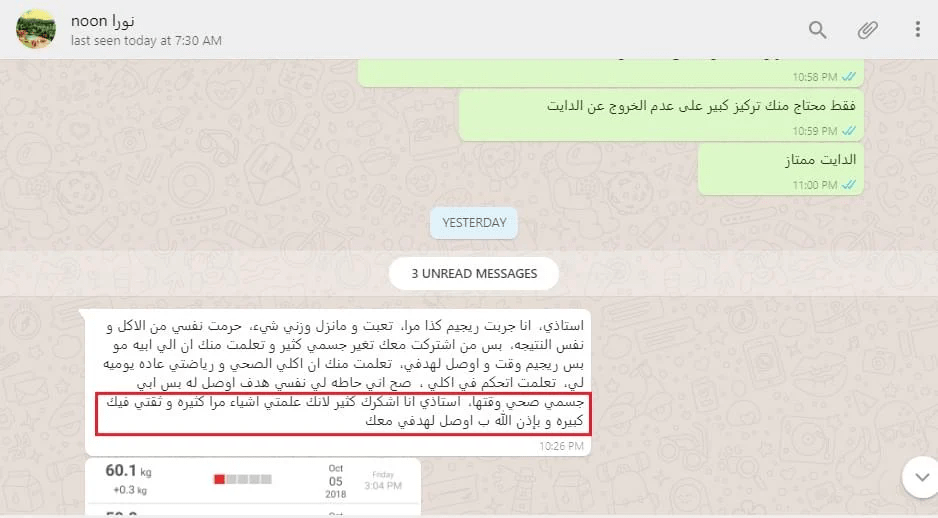 noon نورا
last seen today at 7:30 AM
10:58 PM
فقط محتاج منك تركيز كبير على عدم الخروج عن الدايت
10:59 PM
الدايت ممتاز
11:00 PM
YESTERDAY
3 UNREAD MESSAGES
استاذي، انا جربت ريجيم كذا مرا، تعبت و مانزل وزني شيء، حرمت نفسي من الاكل و
نفس النتيجه، بس من اشتركت معك تغير جسمي كثير و تعلمت منك ان الي ابيه مو
بس ريجيم وقت و اوصل لهدفي، تعلمت منك ان اكلي الصحي و رياضتي عاده يوميه
لي، تعلمت اتحكم في اكلي ، صح اني حاطه لي نفسي هدف اوصل له بس ابي
جسمي صحي وقتها، استاذي انا اشكرك كثير لانك علمتي اشياء مرا كثيره و ثقتي فيك
كبيره و بإذن الله ب اوصل لهدفي معك
10:26 PM
60.1 kg
+0.3 kg
Oct
05
2018
Friday
3:04 PM